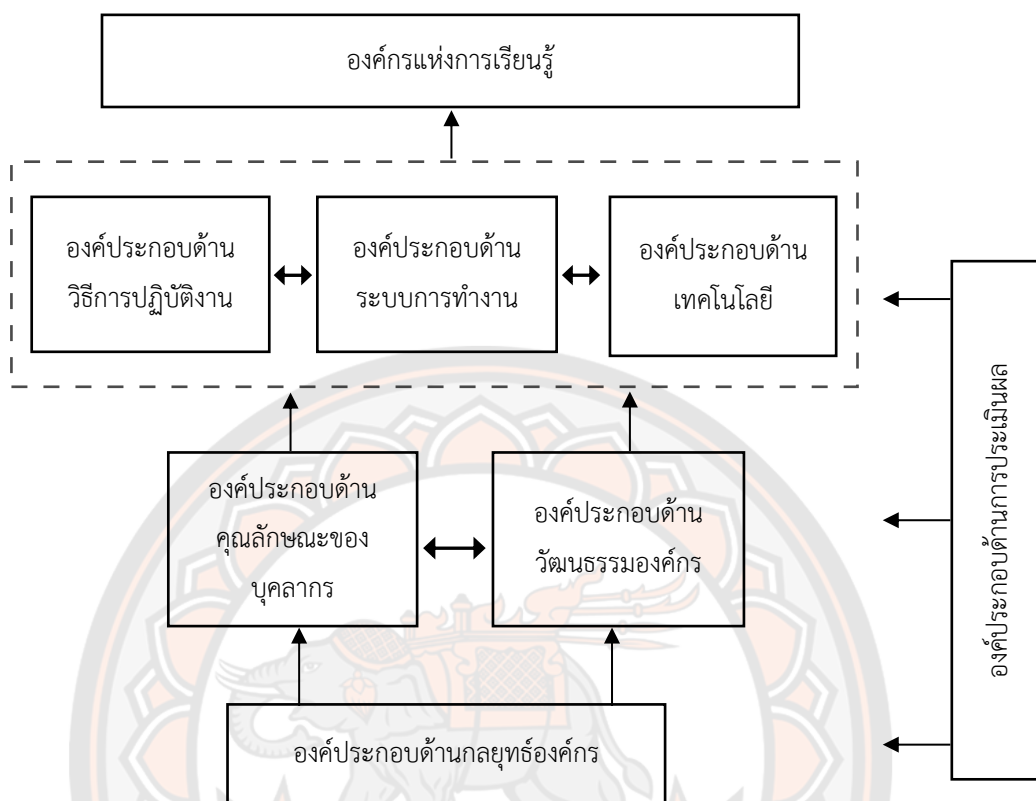 องค์กรแห่งการเรียนรู้
องค์ประกอบด้าน
วิธีการปฏิบัติงาน
องค์ประกอบด้าน
ระบบการทำงาน
องค์ประกอบด้าน
เทคโนโลยี
องค์ประกอบด้านการประเมินผล
องค์ประกอบด้าน
คุณลักษณะของ
บุคลากร
องค์ประกอบด้าน
วัฒนธรรมองค์กร
องค์ประกอบด้านกลยุทธ์องค์กร